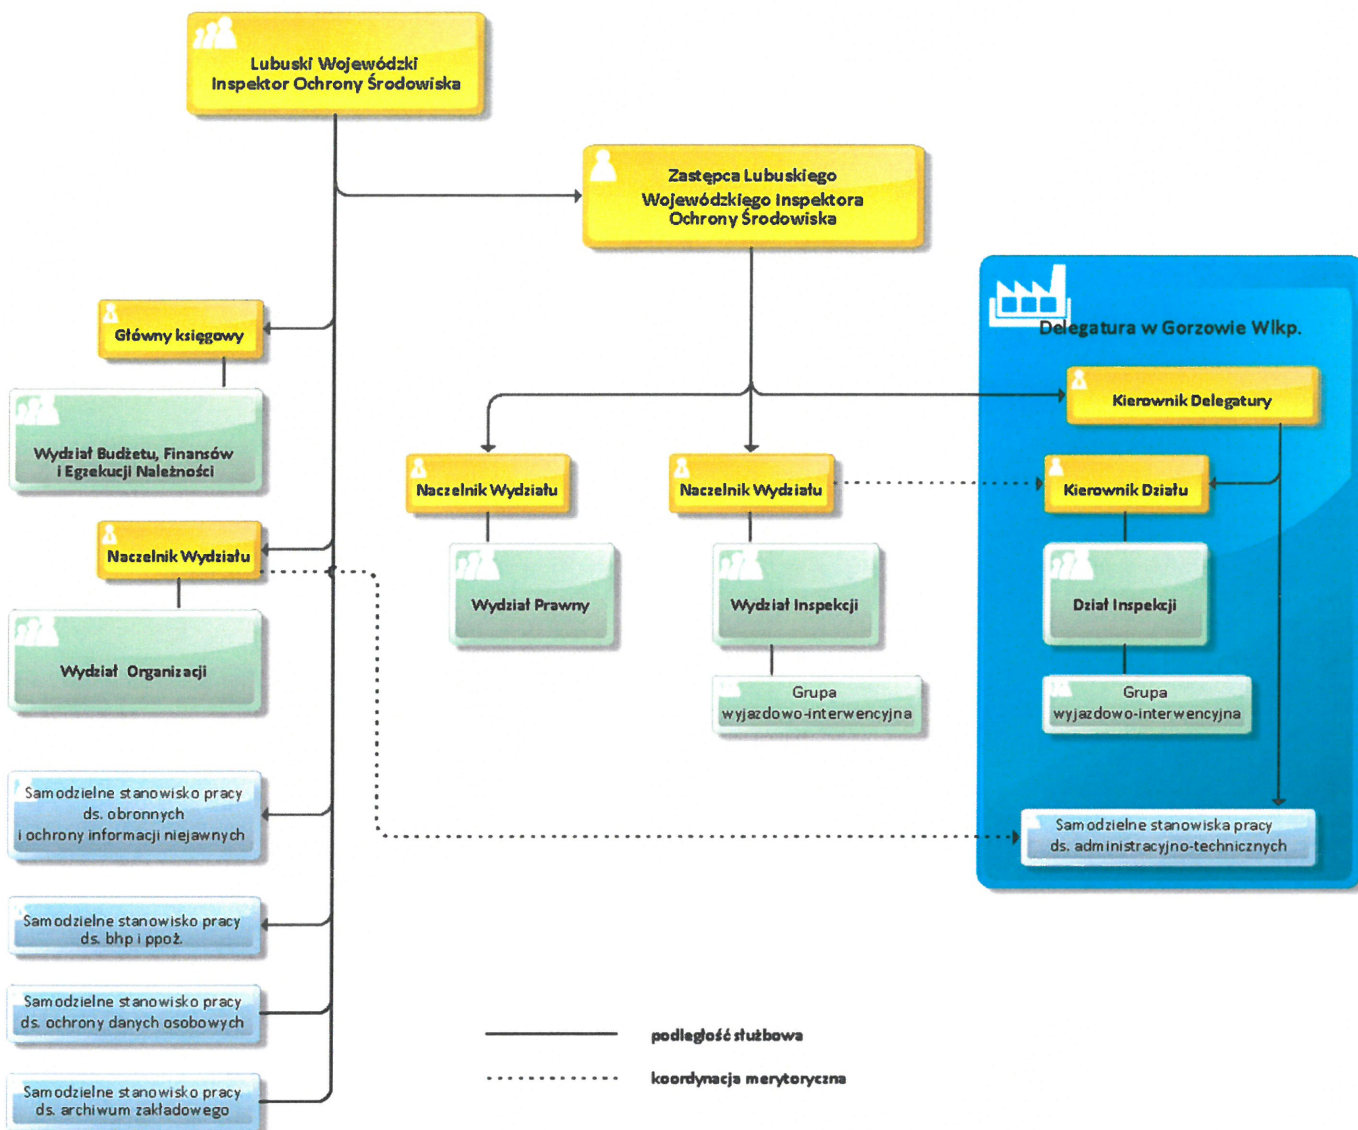 Lubuski Wojewódzki
Inspektor Ochrony Środowiska
Zastępca Lubuskiego
Wojewódzkiego Inspektora
Ochrony Środowiska
Delegatura w Gorzowie Wlkp.
Główny księgowy
Kierownik Delegatury
Wydział Budżetu, Finansów
i Egzekucji Należności
Naczelnik Wydziału
Naczelnik Wydziału
Kierownik Działu
Naczelnik Wydziału
Wydział Prawny
Wydział Inspekcji
Dział Inspekcji
Wydział Organizacji
Grupa
wyjazdowo-interwencyjna
Grupa
wyjazdowo-interwencyjna
Samodzielne stanowisko pracy
ds. obronnych
i ochrony informacji niejawnych
Samodzielne stanowiska pracy
ds. administracyjno-technicznych
Samodzielne stanowisko pracy
ds. bhp i ppoż.
Samodzielne stanowisko pracy
ds. ochrony danych osobowych
podległość służbowa
koordynacja merytoryczna
Samodzielne stanowisko pracy
ds. archiwum zakładowego